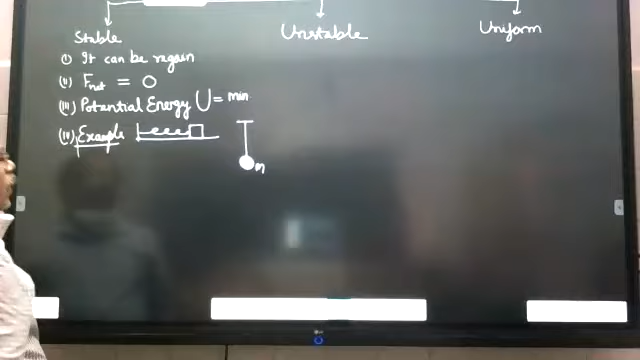 Stable Unstable Uniform
(i) It can be regain
(ii) Fnet = 0
(iii) Potential Energy U = min
(iv) Example
m